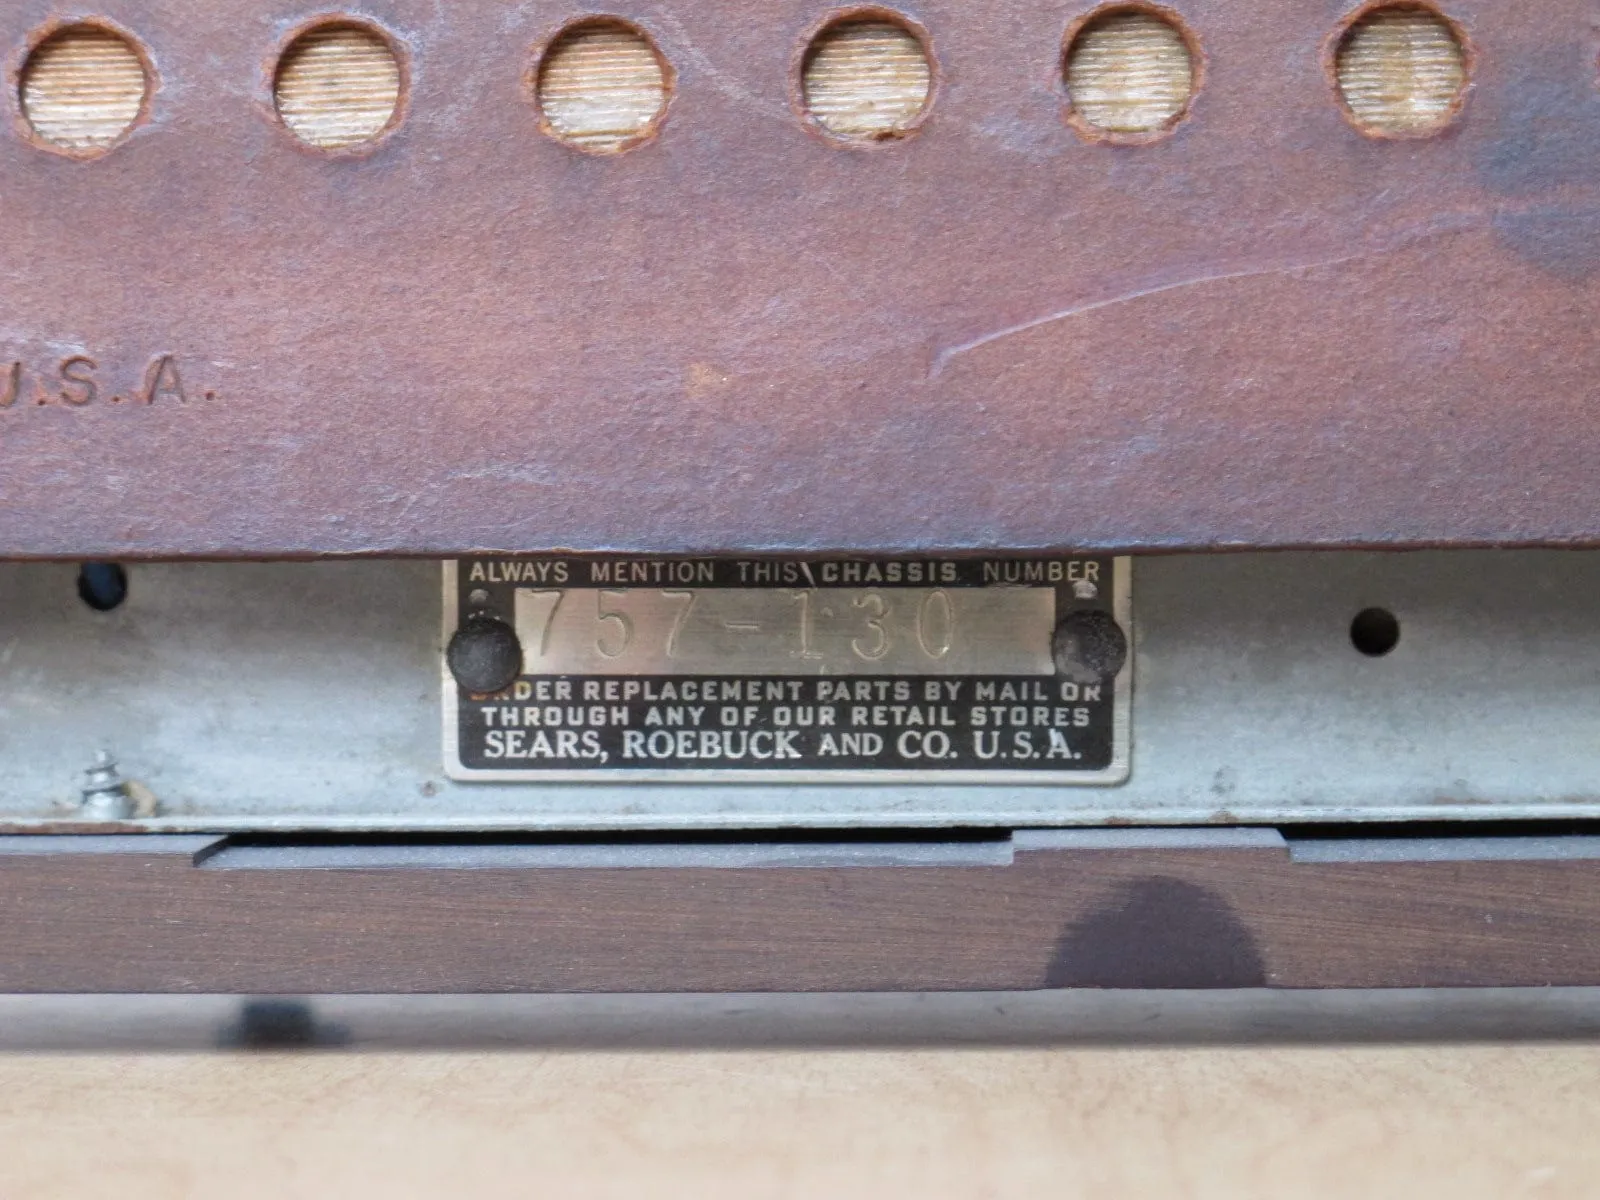 U.S.A.
ALWAYS MENTION THIS CHASSIS NUMBER
757-130
ORDER REPLACEMENT PARTS BY MAIL OR
THROUGH ANY OF OUR RETAIL STORES
SEARS, ROEBUCK AND CO. U.S.A.